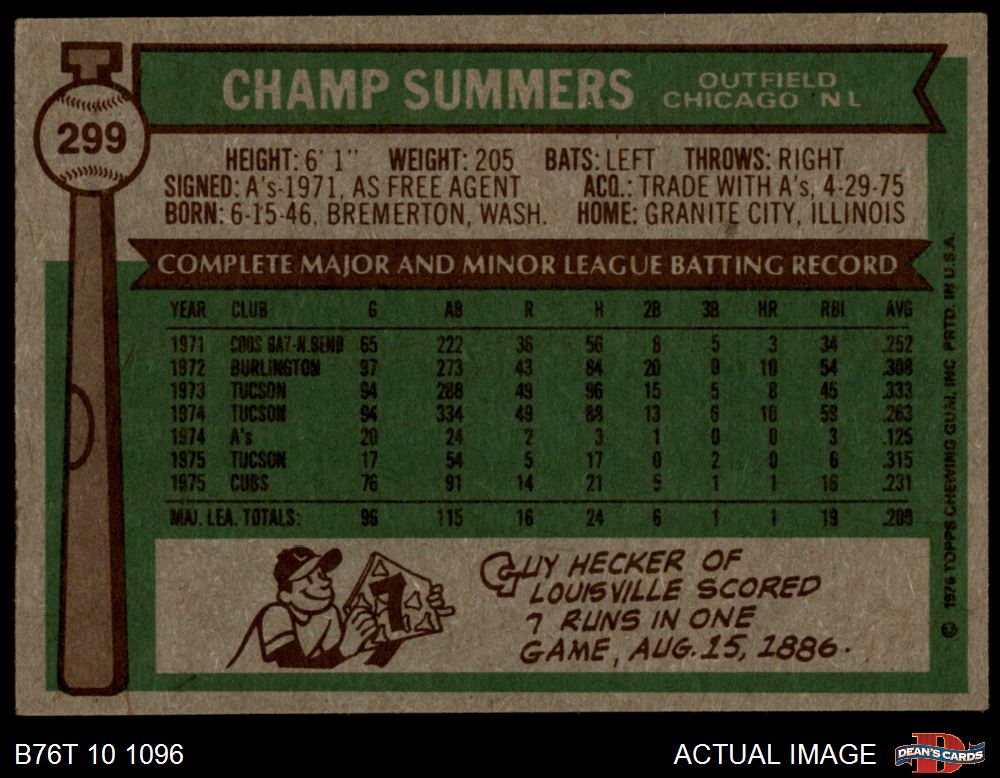 299
CHAMP SUMMERS
OUTFIELD
CHICAGO N L
HEIGHT: 6' 1" WEIGHT: 205 BATS: LEFT THROWS: RIGHT
SIGNED: A's-1971, AS FREE AGENT ACQ.: TRADE WITH A's, 4-29-75
BORN: 6-15-46, BREMERTON, WASH. HOME: GRANITE CITY, ILLINOIS
COMPLETE MAJOR AND MINOR LEAGUE BATTING RECORD
YEAR CLUB G AB R H 2B 3B HR RBI AVG
1971 COOS BAY-N.BEND 65 222 36 56 8 5 3 34 .252
1972 BURLINGTON 97 273 43 84 20 0 10 54 .308
1973 TUCSON 94 288 49 96 15 5 8 45 .333
1974 TUCSON 94 334 49 88 13 6 10 59 .263
1974 A's 20 24 2 3 1 0 0 3 .125
1975 TUCSON 17 54 5 17 0 2 0 6 .315
1975 CUBS 76 91 14 21 5 1 1 16 .231
MAJ. LEA. TOTALS: 96 115 16 24 6 1 1 19 .209
GUY HECKER OF
LOUISVILLE SCORED
7 RUNS IN ONE
GAME, AUG. 15, 1886.
© 1976 TOPPS CHEWING GUM, INC PRTD. IN U.S.A.
B76T 10 1096
ACTUAL IMAGE
DEAN'S CARDS